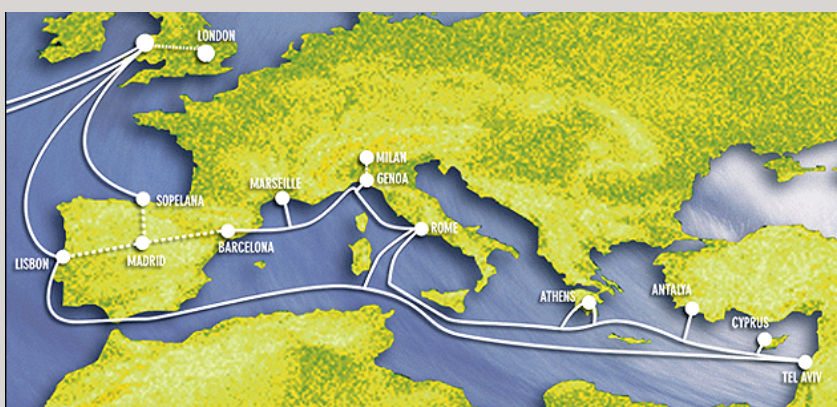 LONDON
MILAN
GENOA
MARSEILLE
SOPELANA
ROME
BARCELONA
MADRID
LISBON
ATHENS
ANTALYA
CYPRUS
TEL AVIV